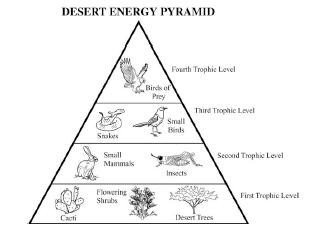 DESERT ENERGY PYRAMID
Fourth Trophic Level
Birds of
Prey
Third Trophic Level
Snakes
Small
Birds
Second Trophic Level
Small
Mammals
Insects
First Trophic Level
Flowering
Shrubs
Cacti
Desert Trees